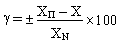 γ = ± (X_П − X) / X_N × 100